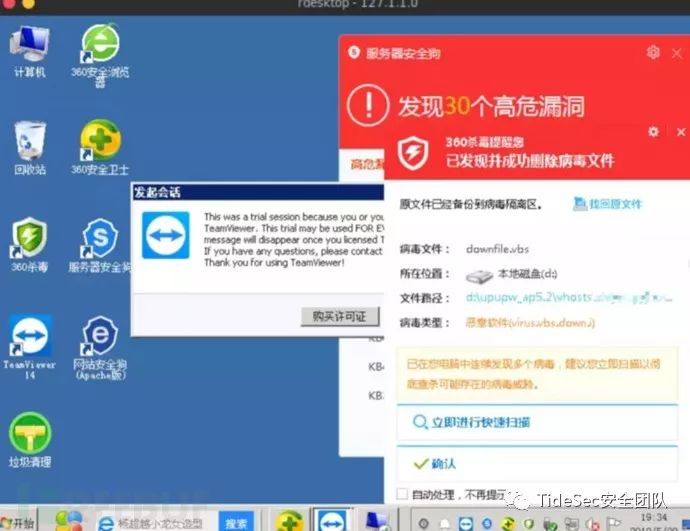 rdesktop - 127.1.1.0
计算机
360安全浏览
器
回收站
360安全卫士
360杀毒
服务器安全狗
TeamViewer
14
网站安全狗
(Apache版)
垃圾清理
服务器安全狗
发现30个高危漏洞
高危漏
360杀毒提醒您
已发现并成功删除病毒文件
原文件已经备份到病毒隔离区。
找回原文件
病毒文件：
downfile.vbs
所在位置：
本地磁盘(d:)
文件路径：
d:\upupw_ap5.2\vhosts
病毒类型：
恶意软件(virus.vbs.down.i)
已在您电脑中连续发现多个病毒，建议您立即扫描以彻
底查杀可能存在的病毒威胁。
立即进行快速扫描
确认
自动处理，不再提示
发起会话
This was a trial session because you or you
TeamViewer. This trial may be used FOR EV
message will disappear once you licensed T
If you have any questions, please contact
Thank you for using TeamViewer!
购买许可证
KB
KB
TideSec安全团队
开始
杨超越小龙女造型
搜索
19:34